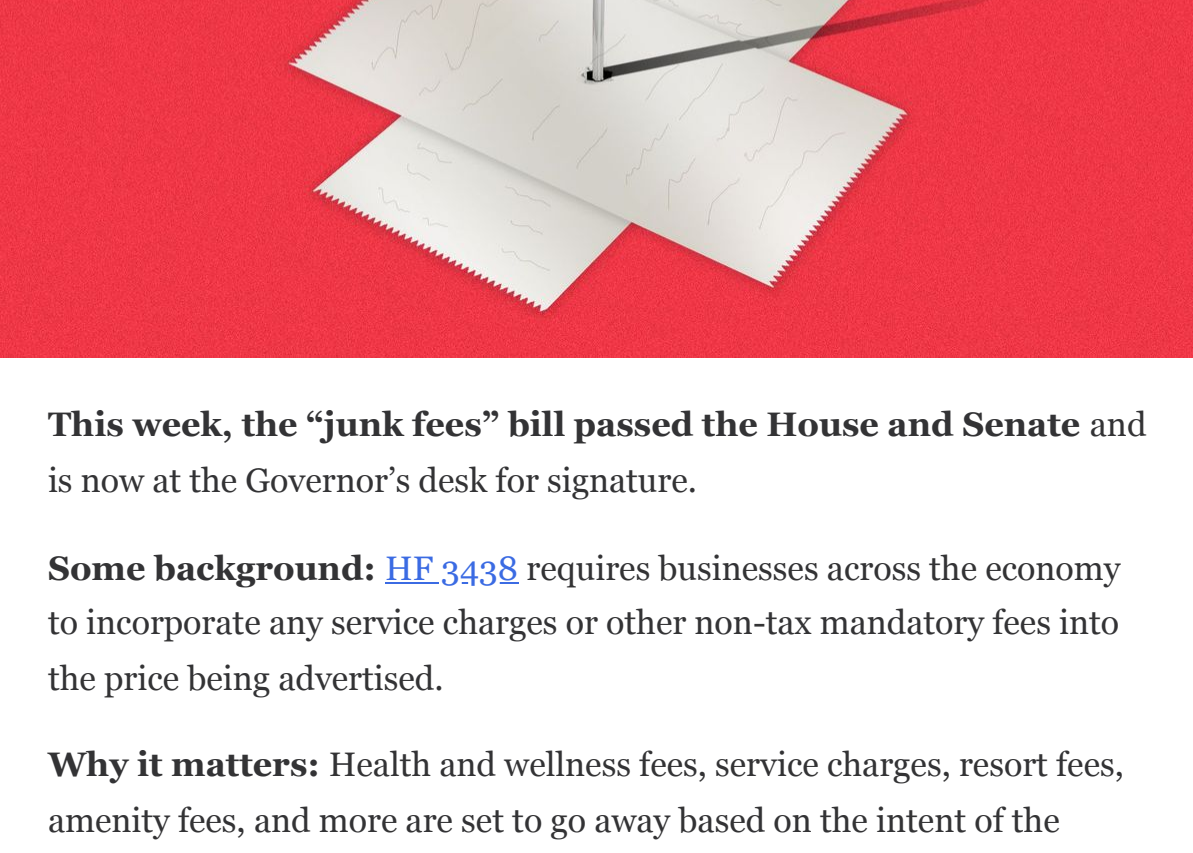 This week, the “junk fees” bill passed the House and Senate and
is now at the Governor’s desk for signature.
Some background: HF 3438 requires businesses across the economy
to incorporate any service charges or other non-tax mandatory fees into
the price being advertised.
Why it matters: Health and wellness fees, service charges, resort fees,
amenity fees, and more are set to go away based on the intent of the